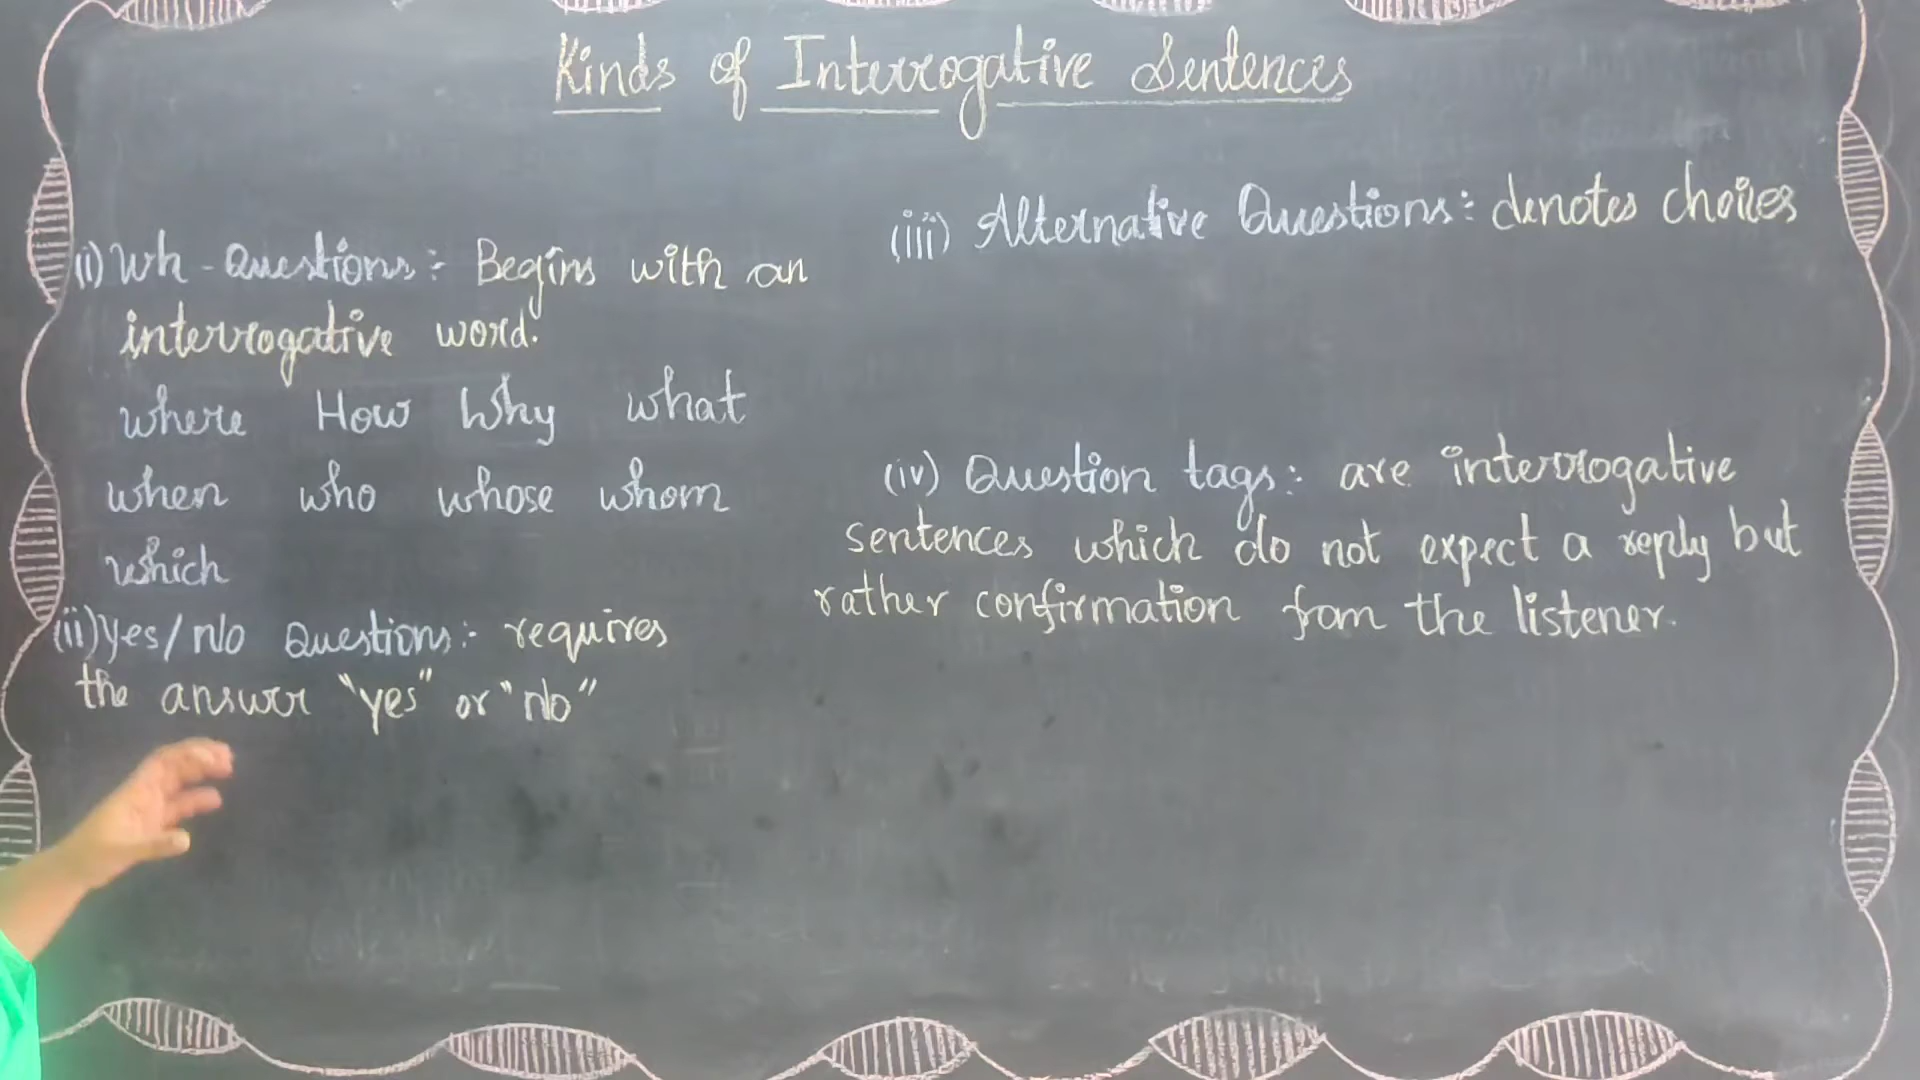 Kinds of Interrogative Sentences
(i) Wh - Questions :- Begins with an
interrogative word.
where How Why what
when who whose whom
which
(ii) Yes/No Questions :- requires
the answer "yes" or "No"
(iii) Alternative Questions : denotes choices
(iv) Question tags : are interrogative
sentences which do not expect a reply but
rather confirmation from the listener.